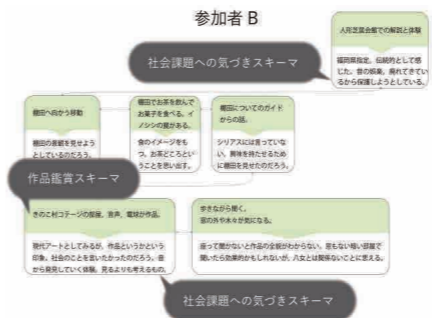 参加者 B
人形芝居会館での解説と体験
社会課題への気づきスキーマ
福岡県指定、伝統的として感
じた。昔の娯楽、廃れてきてい
るから保護しようとしている。
棚田へ向かう移動
棚田の景観を見せよう
としているのだろう。
棚田でお茶を飲んで
お菓子を食べる。イ
ノシシの罠がある。
食のイメージをも
つ、お茶どころとい
うことを思い出す。
棚田についてのガイド
からの話。
シリアスには言っていな
い、興味を持たせるため
に棚田を見せたのだろう。
作品鑑賞スキーマ
きのこ村コテージの部屋、音声、電球が作品。
現代アートとしてみるが、作品というかという
印象。社会のことを言いたかったのだろう。音
から発見していく体験。見るよりも考えるもの。
歩きながら聞く。
窓の外や木々が気になる。
座って聞かないと作品の全貌がわからない。窓もない暗い部屋で
聞いたら効果的かもしれないが、八女とは関係ないことに思える。
社会課題への気づきスキーマ